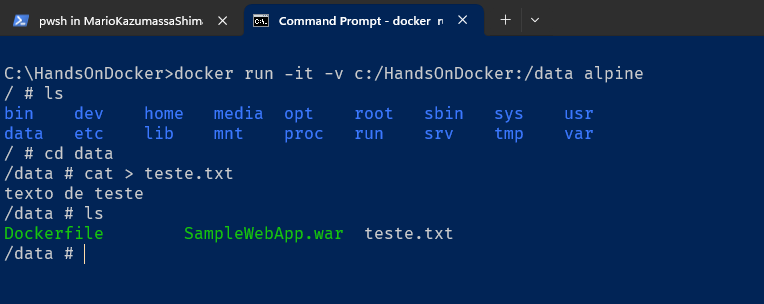 pwsh in MarioKazumassaShima
Command Prompt - docker ru
C:\HandsOnDocker>docker run -it -v c:/HandsOnDocker:/data alpine
/ # ls
bin dev home media opt root sbin sys usr
data etc lib mnt proc run srv tmp var
/ # cd data
/data # cat > teste.txt
texto de teste
/data # ls
Dockerfile SampleWebApp.war teste.txt
/data #